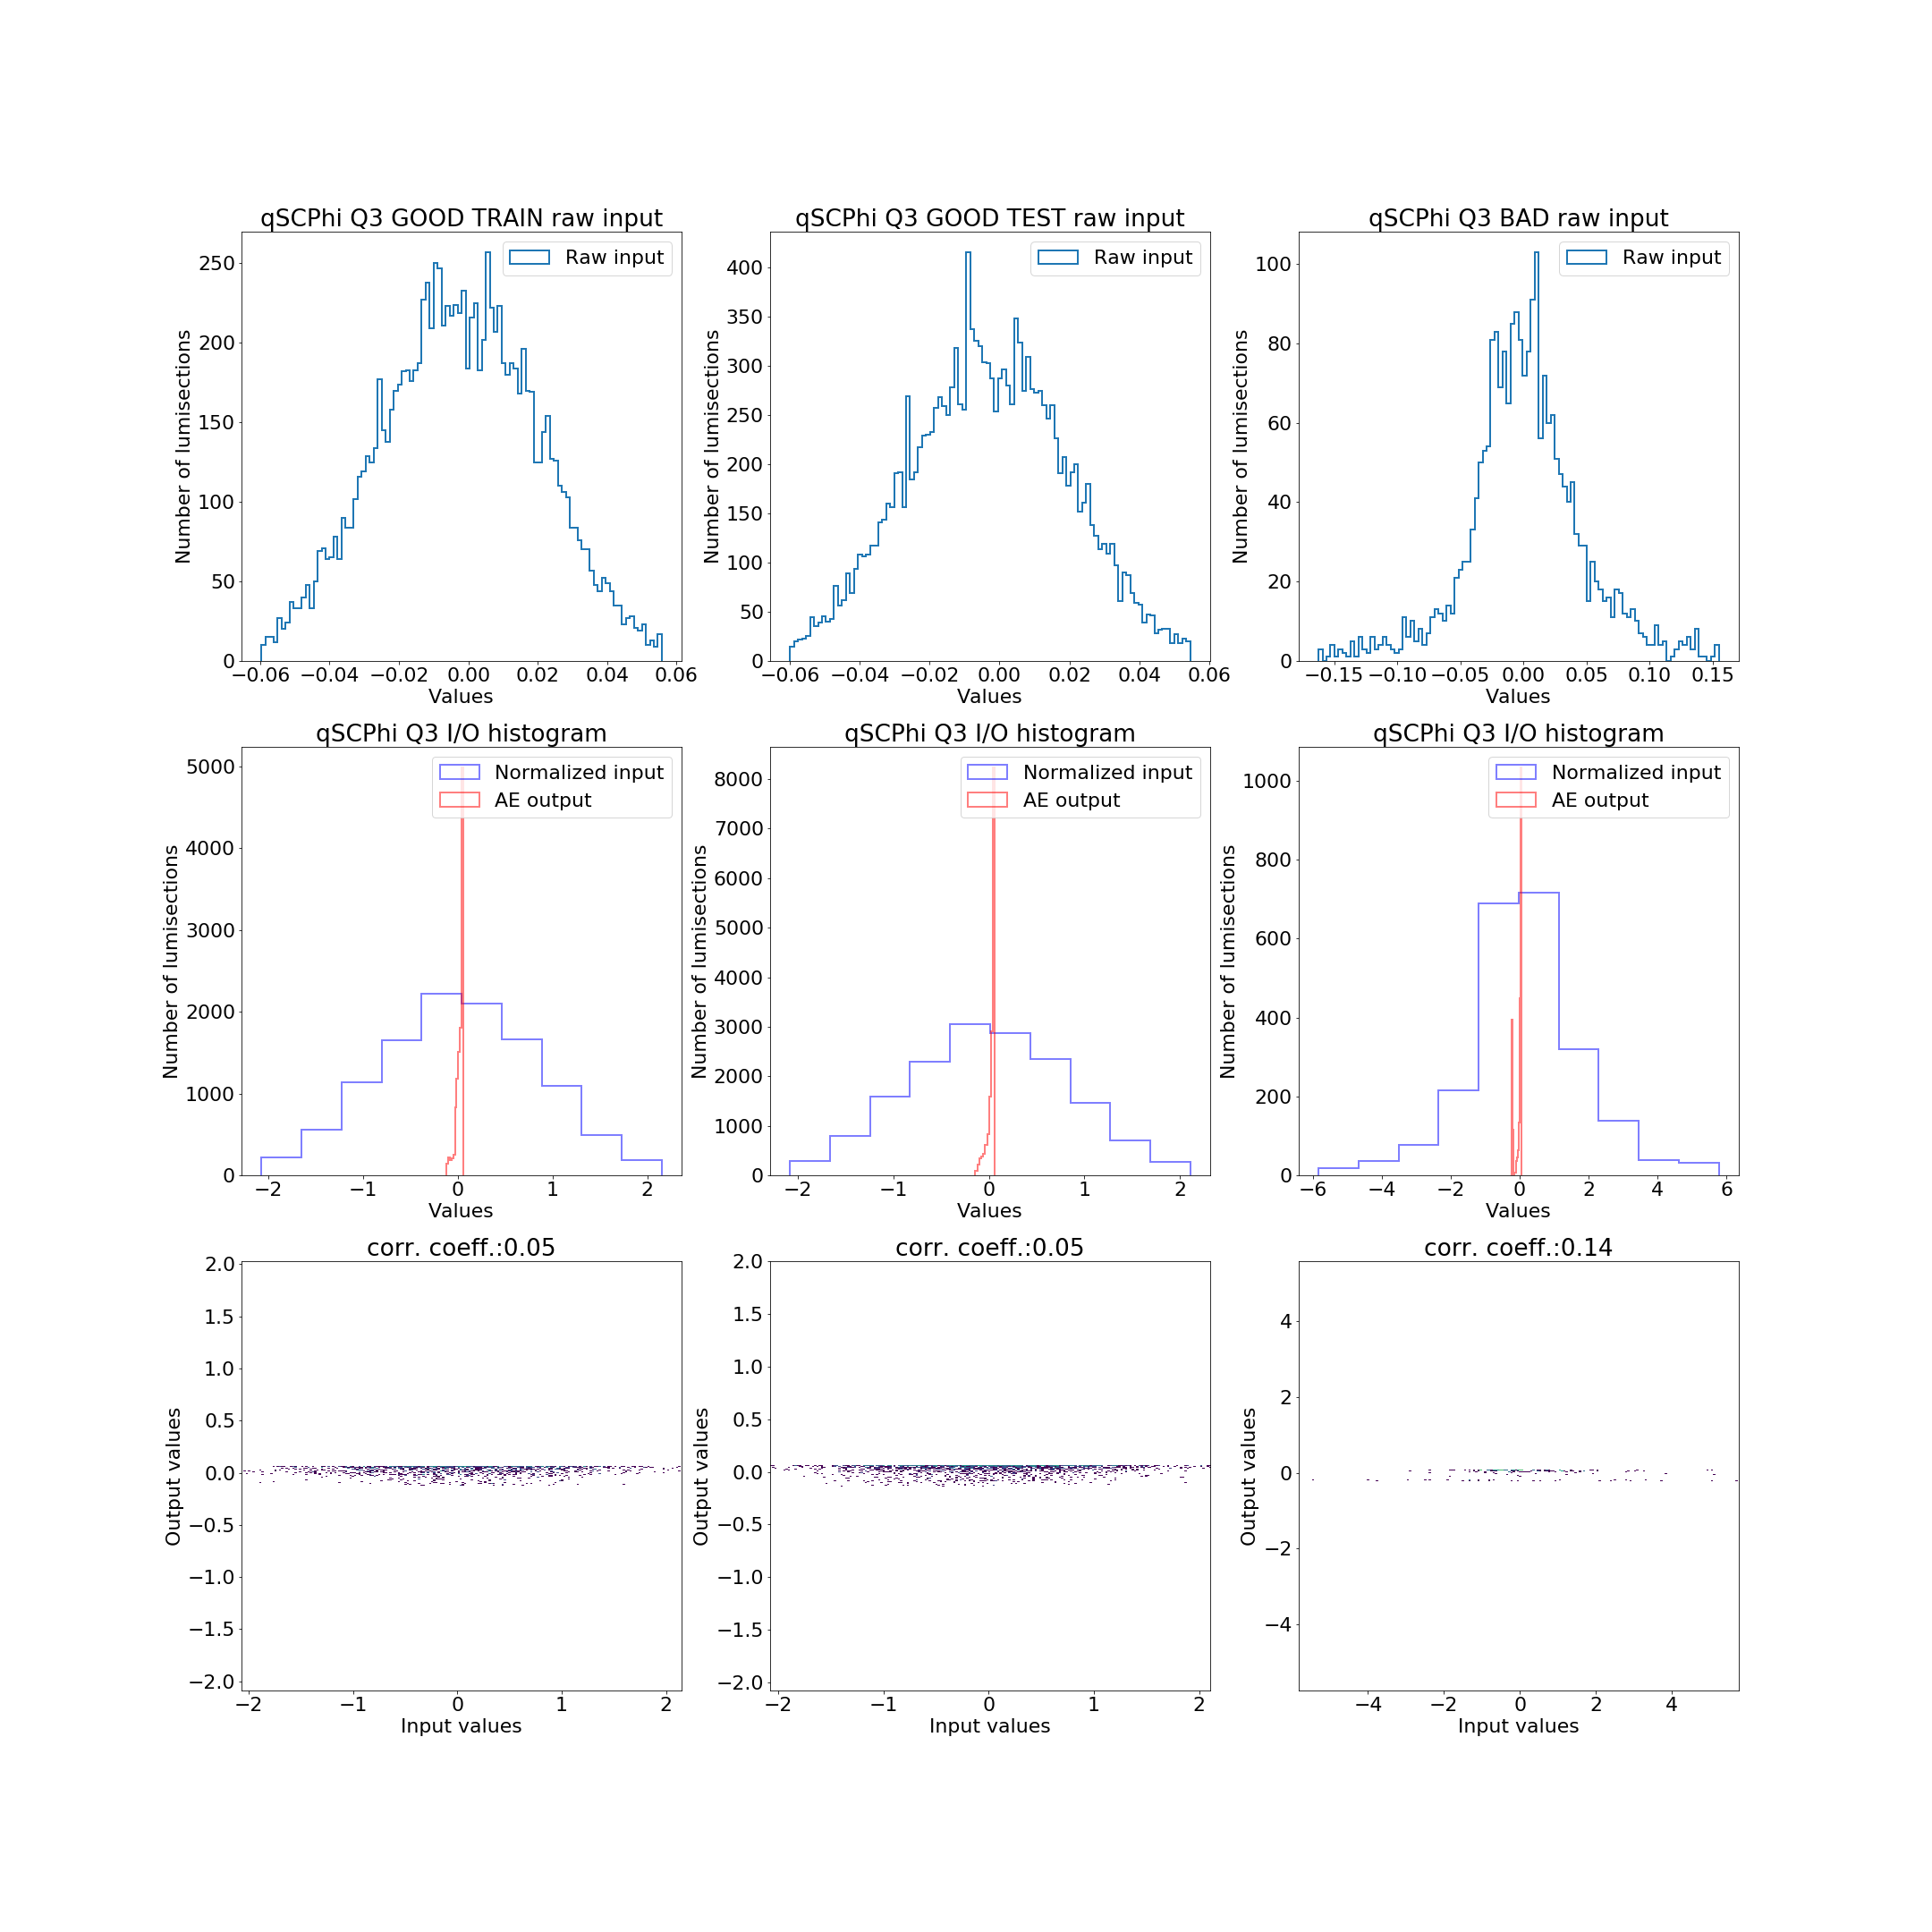 qSCPhi Q3 GOOD TRAIN raw input
Raw input
Number of lumisections
250
200
150
100
50
0
−0.06 −0.04 −0.02 0.00 0.02 0.04 0.06
Values
qSCPhi Q3 GOOD TEST raw input
Raw input
Number of lumisections
400
350
300
250
200
150
100
50
0
−0.06 −0.04 −0.02 0.00 0.02 0.04 0.06
Values
qSCPhi Q3 BAD raw input
Raw input
Number of lumisections
100
80
60
40
20
0
−0.15 −0.10 −0.05 0.00 0.05 0.10 0.15
Values
qSCPhi Q3 I/O histogram
Normalized input
AE output
Number of lumisections
5000
4000
3000
2000
1000
0
−2 −1 0 1 2
Values
qSCPhi Q3 I/O histogram
Normalized input
AE output
Number of lumisections
8000
7000
6000
5000
4000
3000
2000
1000
0
−2 −1 0 1 2
Values
qSCPhi Q3 I/O histogram
Normalized input
AE output
Number of lumisections
1000
800
600
400
200
0
−6 −4 −2 0 2 4 6
Values
corr. coeff.:0.05
Output values
2.0
1.5
1.0
0.5
0.0
−0.5
−1.0
−1.5
−2.0
−2 −1 0 1 2
Input values
corr. coeff.:0.05
Output values
2.0
1.5
1.0
0.5
0.0
−0.5
−1.0
−1.5
−2.0
−2 −1 0 1 2
Input values
corr. coeff.:0.14
Output values
4
2
0
−2
−4
−4 −2 0 2 4
Input values